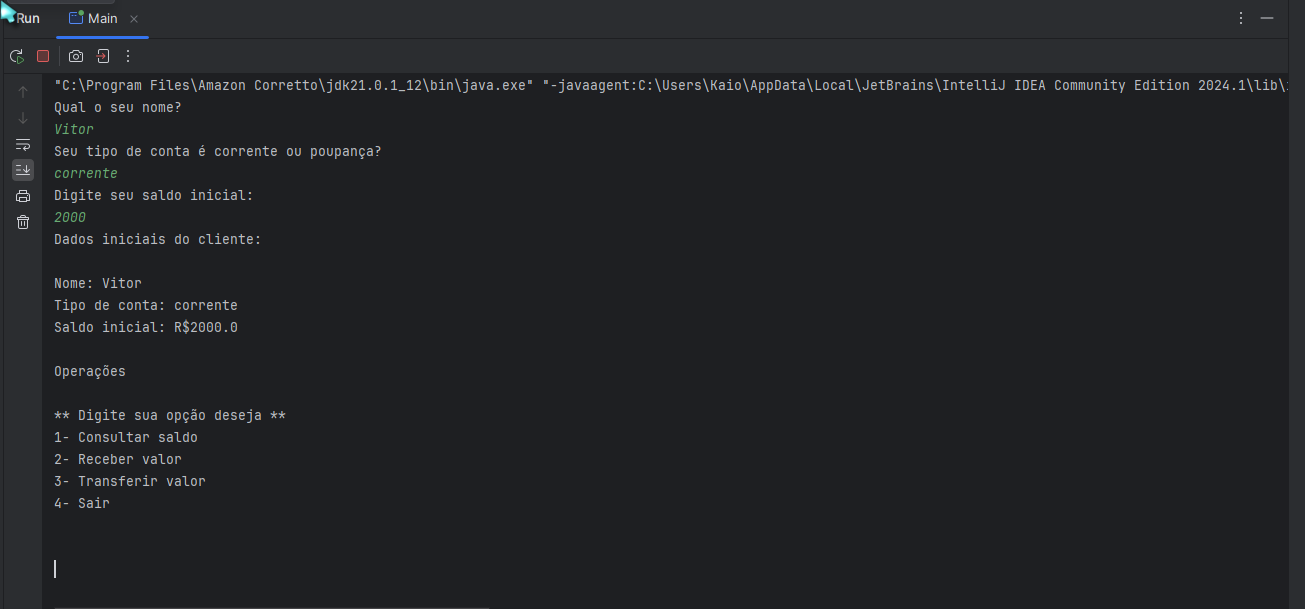 Run Main
"C:\Program Files\Amazon Corretto\jdk21.0.1_12\bin\java.exe" "-javaagent:C:\Users\Kaio\AppData\Local\JetBrains\IntelliJ IDEA Community Edition 2024.1\lib\
Qual o seu nome?
Vitor
Seu tipo de conta é corrente ou poupança?
corrente
Digite seu saldo inicial:
2000
Dados iniciais do cliente:
Nome: Vitor
Tipo de conta: corrente
Saldo inicial: R$2000.0
Operações
** Digite sua opção deseja **
1- Consultar saldo
2- Receber valor
3- Transferir valor
4- Sair